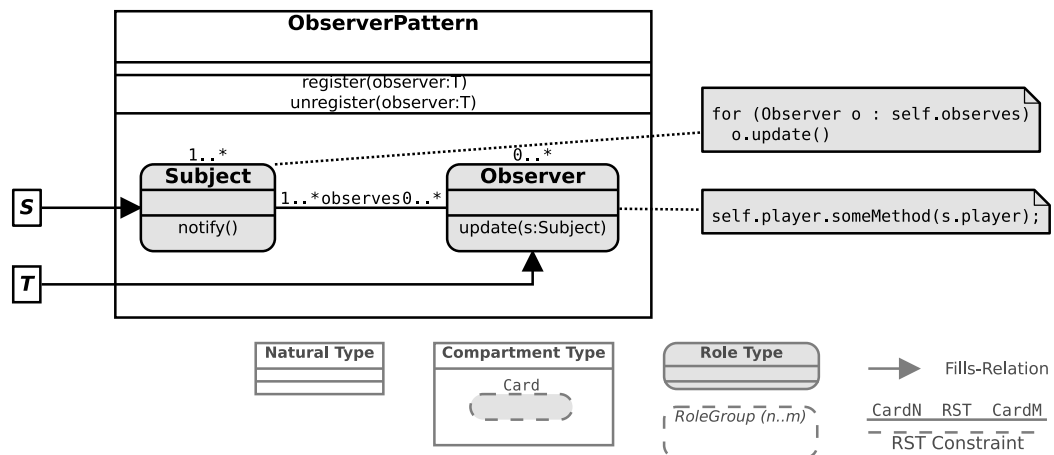 ObserverPattern
register(observer:T)
unregister(observer:T)
for (Observer o : self.observes)
o.update()
1..*
0..*
Subject
Observer
1..*observes0..*
S
self.player.someMethod(s.player);
notify()
update(s:Subject)
T
Natural Type
Compartment Type
Role Type
Fills-Relation
Card
RoleGroup (n..m)
CardN RST CardM
RST Constraint